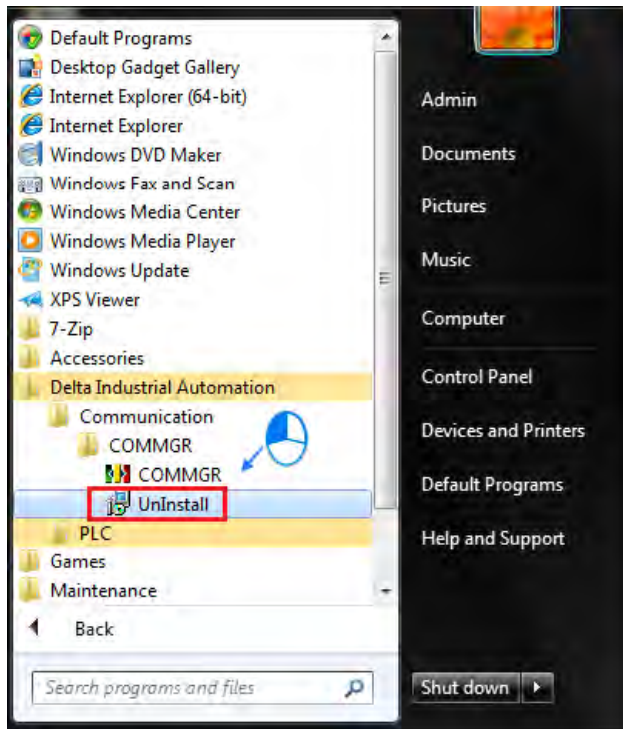 Default Programs
Desktop Gadget Gallery
Internet Explorer (64-bit)
Internet Explorer
Windows DVD Maker
Windows Fax and Scan
Windows Media Center
Windows Media Player
Windows Update
XPS Viewer
7-Zip
Accessories
Delta Industrial Automation
Communication
COMMGR
COMMGR
UnInstall
PLC
Games
Maintenance
Back
Search programs and files
Admin
Documents
Pictures
Music
Computer
Control Panel
Devices and Printers
Default Programs
Help and Support
Shut down